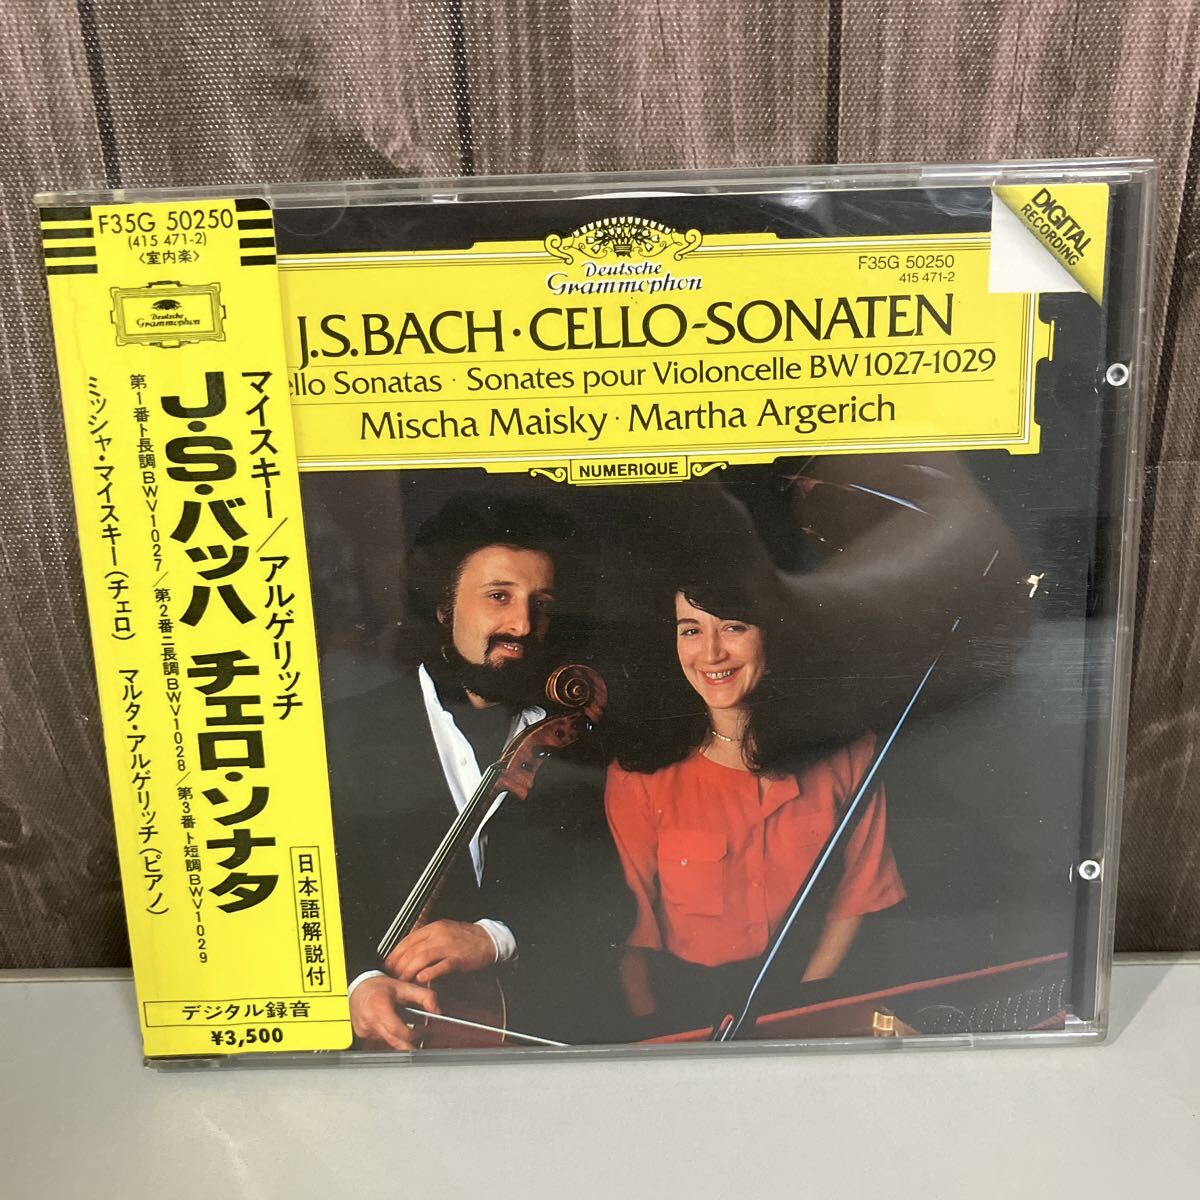 F35G 50250
(415 471-2)
〈室内楽〉
Deutsche
Grammophon
マイスキー/アルゲリッチ
J・S・バッハ チェロ・ソナタ
第1番ト長調BWV1027/第2番ニ長調BWV1028/第3番ト短調BWV1029
ミッシャ・マイスキー(チェロ) マルタ・アルゲリッチ(ピアノ)
日本語解説付
デジタル録音
¥3,500
Deutsche
Grammophon
F35G 50250
415 471-2
DIGITAL
RECORDING
J.S.BACH · CELLO-SONATEN
ello Sonatas · Sonates pour Violoncelle BW 1027-1029
Mischa Maisky · Martha Argerich
NUMERIQUE